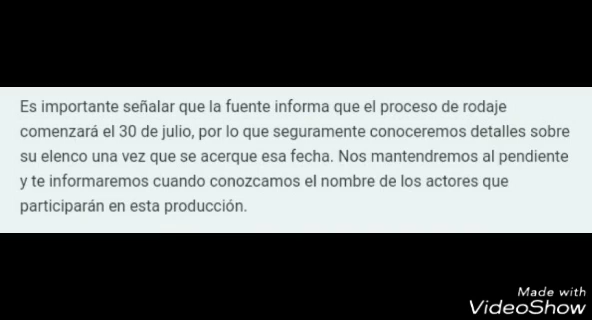 Es importante señalar que la fuente informa que el proceso de rodaje
comenzará el 30 de julio, por lo que seguramente conoceremos detalles sobre
su elenco una vez que se acerque esa fecha. Nos mantendremos al pendiente
y te informaremos cuando conozcamos el nombre de los actores que
participarán en esta producción.
Made with
VideoShow